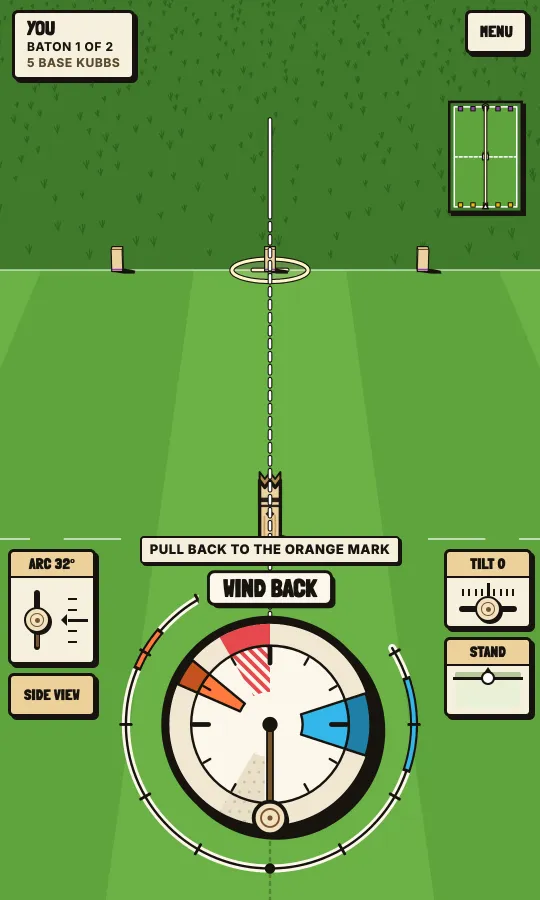 YOU
BATON 1 OF 2
5 BASE KUBBS
MENU
PULL BACK TO THE ORANGE MARK
WIND BACK
ARC 32°
SIDE VIEW
TILT 0
STAND